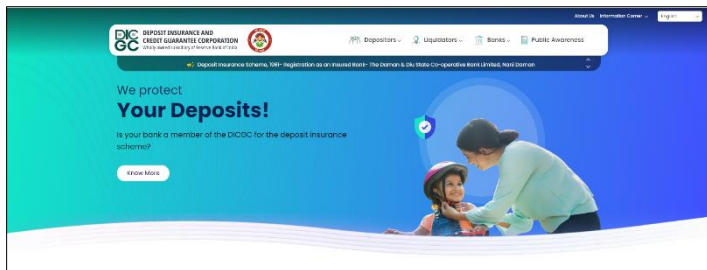 About Us Information Corner English
DEPOSIT INSURANCE AND
CREDIT GUARANTEE CORPORATION
Wholly owned subsidiary of Reserve Bank of India
DIC
GC
Depositors Liquidators Banks Public Awareness
Deposit Insurance Scheme, 1961- Registration as an Insured Bank- The Daman & Diu State Co-operative Bank Limited, Nani Daman
We protect
Your Deposits!
Is your bank a member of the DICGC for the deposit insurance
scheme?
Know More